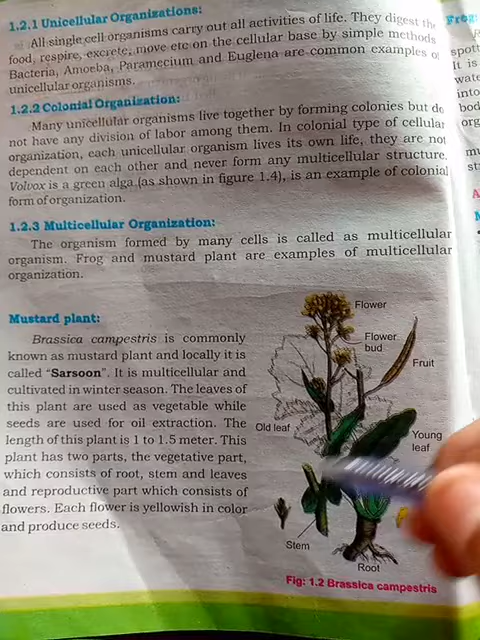 1.2.1 Unicellular Organizations:
All single cell organisms carry out all activities of life. They digest the
food, respire, excrete, move etc on the cellular base by simple methods
Bacteria, Amoeba, Paramecium and Euglena are common examples of
unicellular organisms.
1.2.2 Colonial Organization:
Many unicellular organisms live together by forming colonies but do
not have any division of labor among them. In colonial type of cellular
organization, each unicellular organism lives its own life, they are not
dependent on each other and never form any multicellular structure.
Volvox is a green alga (as shown in figure 1.4), is an example of colonial
form of organization.
1.2.3 Multicellular Organization:
The organism formed by many cells is called as multicellular
organism. Frog and mustard plant are examples of multicellular
organization.
Mustard plant:
Brassica campestris is commonly
known as mustard plant and locally it is
called “Sarsoon”. It is multicellular and
cultivated in winter season. The leaves of
this plant are used as vegetable while
seeds are used for oil extraction. The
length of this plant is 1 to 1.5 meter. This
plant has two parts, the vegetative part,
which consists of root, stem and leaves
and reproductive part which consists of
flowers. Each flower is yellowish in color
and produce seeds.
Flower
Flower
bud
Fruit
Old leaf
Young
leaf
Stem
Root
Fig: 1.2 Brassica campestris
Frog:
spott
It is
wate
into
bod
org